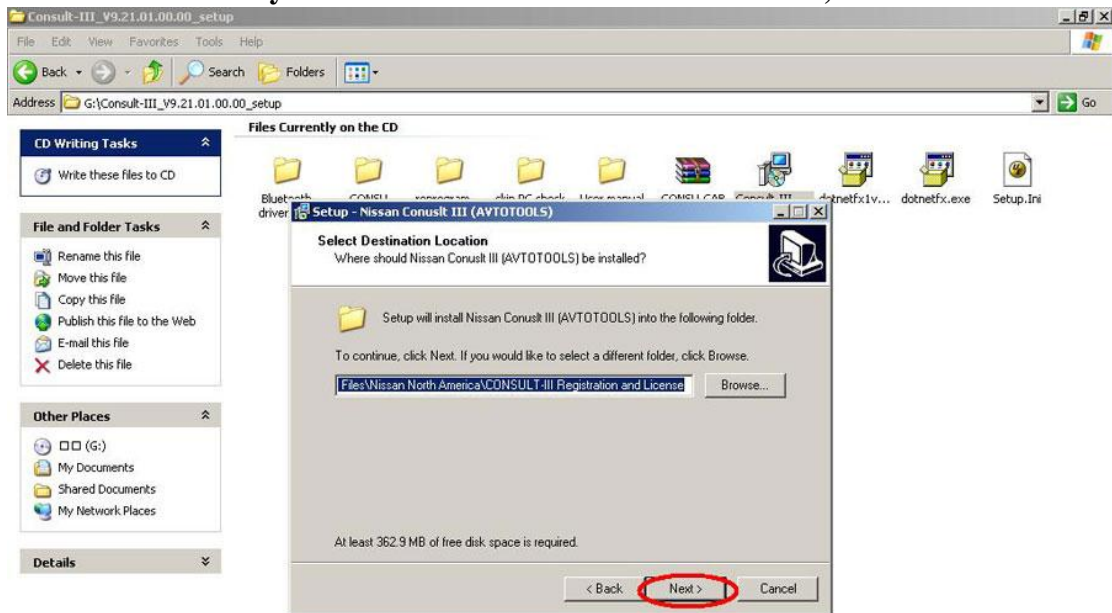 Consult-III_V9.21.01.00.00_setup
File Edit View Favorites Tools Help
Back Search Folders
Address G:\Consult-III_V9.21.01.00.00_setup Go
Files Currently on the CD
CD Writing Tasks
Write these files to CD
File and Folder Tasks
Rename this file
Move this file
Copy this file
Publish this file to the Web
E-mail this file
Delete this file
Other Places
(G:)
My Documents
Shared Documents
My Network Places
Details
Bluetooth
driver
dotnetfx1v... dotnetfx.exe Setup.Ini
Setup - Nissan Conuslt III (AVTOTOOLS)
Select Destination Location
Where should Nissan Conuslt III (AVTOTOOLS) be installed?
Setup will install Nissan Conuslt III (AVTOTOOLS) into the following folder.
To continue, click Next. If you would like to select a different folder, click Browse.
Files\Nissan North America\CONSULT-III Registration and License Browse...
At least 362.9 MB of free disk space is required.
< Back Next > Cancel